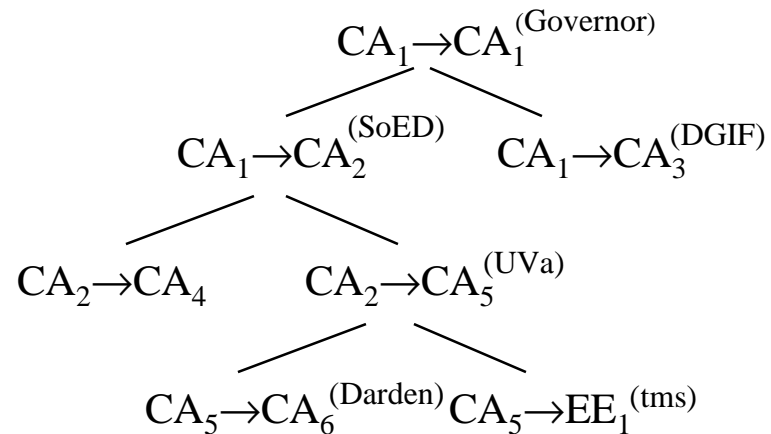 CA₁→CA₁(Governor)
CA₁→CA₂(SoED) CA₁→CA₃(DGIF)
CA₂→CA₄ CA₂→CA₅(UVa)
CA₅→CA₆(Darden) CA₅→EE₁(tms)